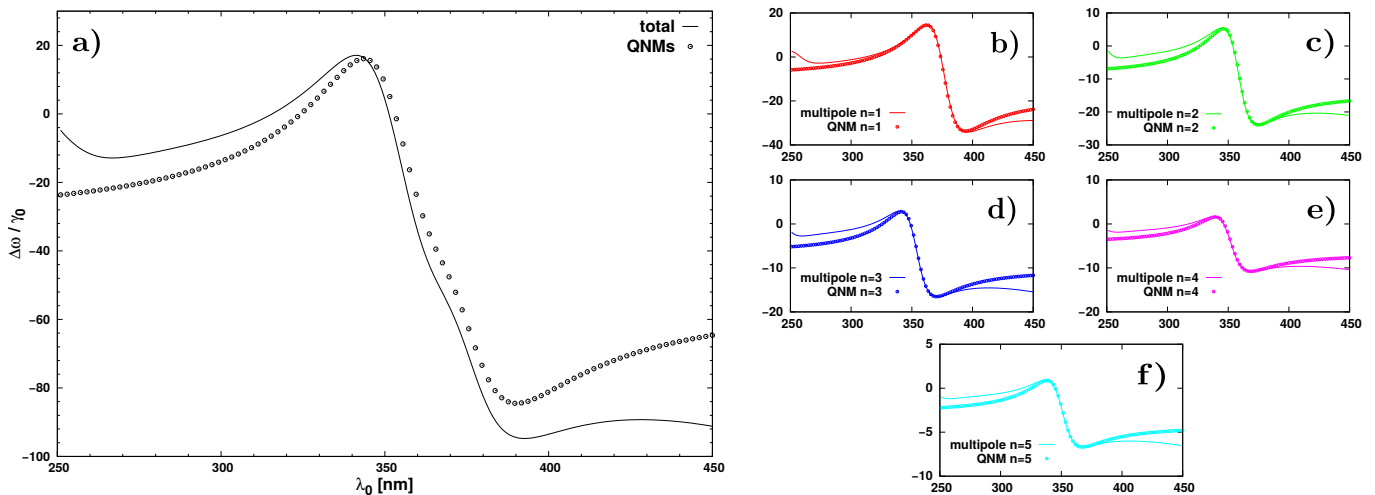 a)
total
QNMs
20
0
−20
−40
−60
−80
−100
Δω / γ0
250
300
350
400
450
λ0 [nm]
b)
20
0
−20
−40
multipole n=1
QNM n=1
250
300
350
400
450
c)
10
0
−10
−20
−30
multipole n=2
QNM n=2
250
300
350
400
450
d)
10
0
−10
−20
multipole n=3
QNM n=3
250
300
350
400
450
e)
10
0
−10
−20
multipole n=4
QNM n=4
250
300
350
400
450
f)
5
0
−5
−10
multipole n=5
QNM n=5
250
300
350
400
450